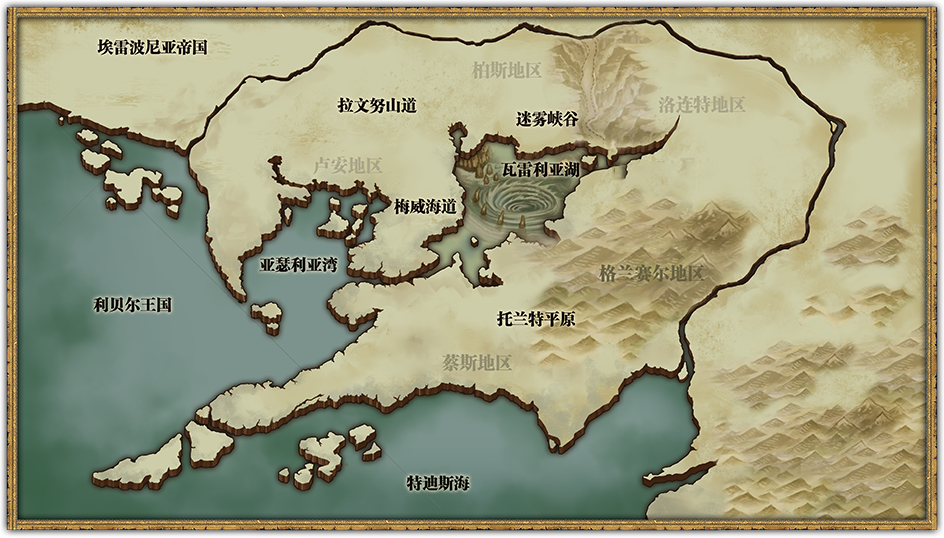 埃雷波尼亚帝国
柏斯地区
拉文努山道
洛连特地区
迷雾峡谷
卢安地区
瓦雷利亚湖
梅威海道
亚瑟利亚湾
格兰赛尔地区
利贝尔王国
托兰特平原
蔡斯地区
特迪斯海